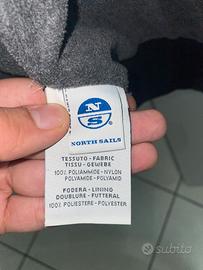 N
S
NORTH SAILS
TESSUTO - FABRIC
TISSU - GEWEBE
100% POLIAMMIDE - NYLON
POLYAMIDE - POLYAMID
FODERA - LINING
DOUBLURE - FUTTERAL
100% POLIESTERE - POLYESTER
subito